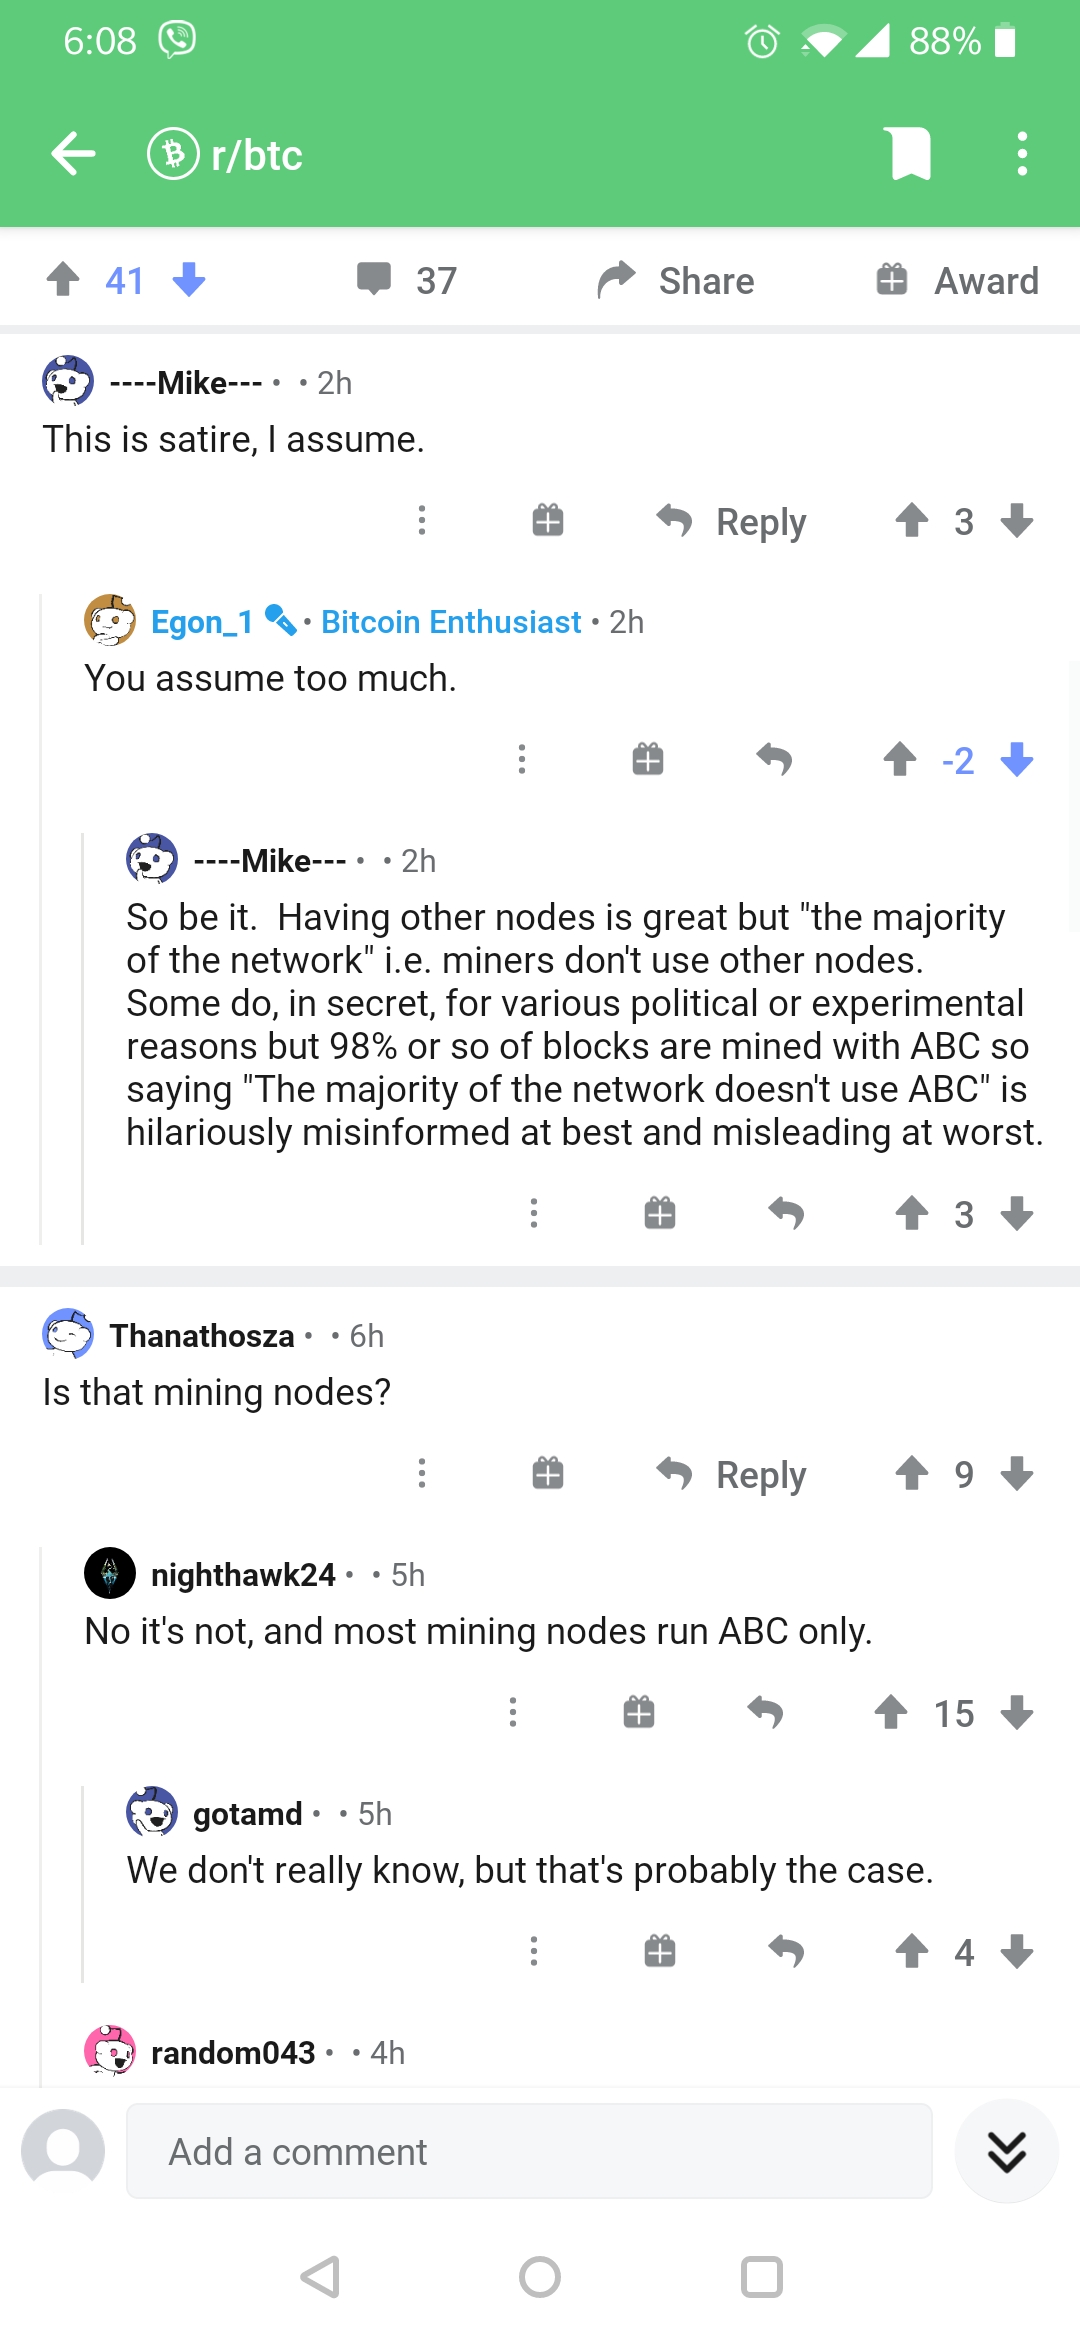 6:08 88%
r/btc
41 37 Share Award
----Mike--- • • 2h
This is satire, I assume.
Reply 3
Egon_1 • Bitcoin Enthusiast • 2h
You assume too much.
-2
----Mike--- • • 2h
So be it.  Having other nodes is great but "the majority
of the network" i.e. miners don't use other nodes.
Some do, in secret, for various political or experimental
reasons but 98% or so of blocks are mined with ABC so
saying "The majority of the network doesn't use ABC" is
hilariously misinformed at best and misleading at worst.
3
Thanathosza • • 6h
Is that mining nodes?
Reply 9
nighthawk24 • • 5h
No it's not, and most mining nodes run ABC only.
15
gotamd • • 5h
We don't really know, but that's probably the case.
4
random043 • • 4h
Add a comment